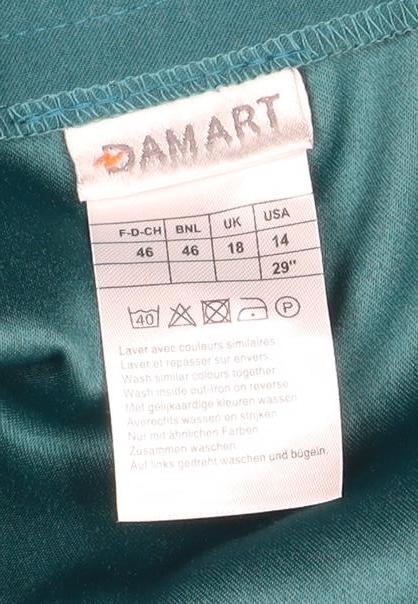 DAMART
F-D-CH BNL UK USA
46 46 18 14
29"
40 P
Laver avec couleurs similaires
Laver et repasser sur envers.
Wash similar colours together
Wash inside out-Iron on reverse
Met gelijkaardige kleuren wassen
Averechts wassen en strijken
Nur mit ähnlichen Farben
Zusammen waschen
Auf links gedreht waschen und bügeln.